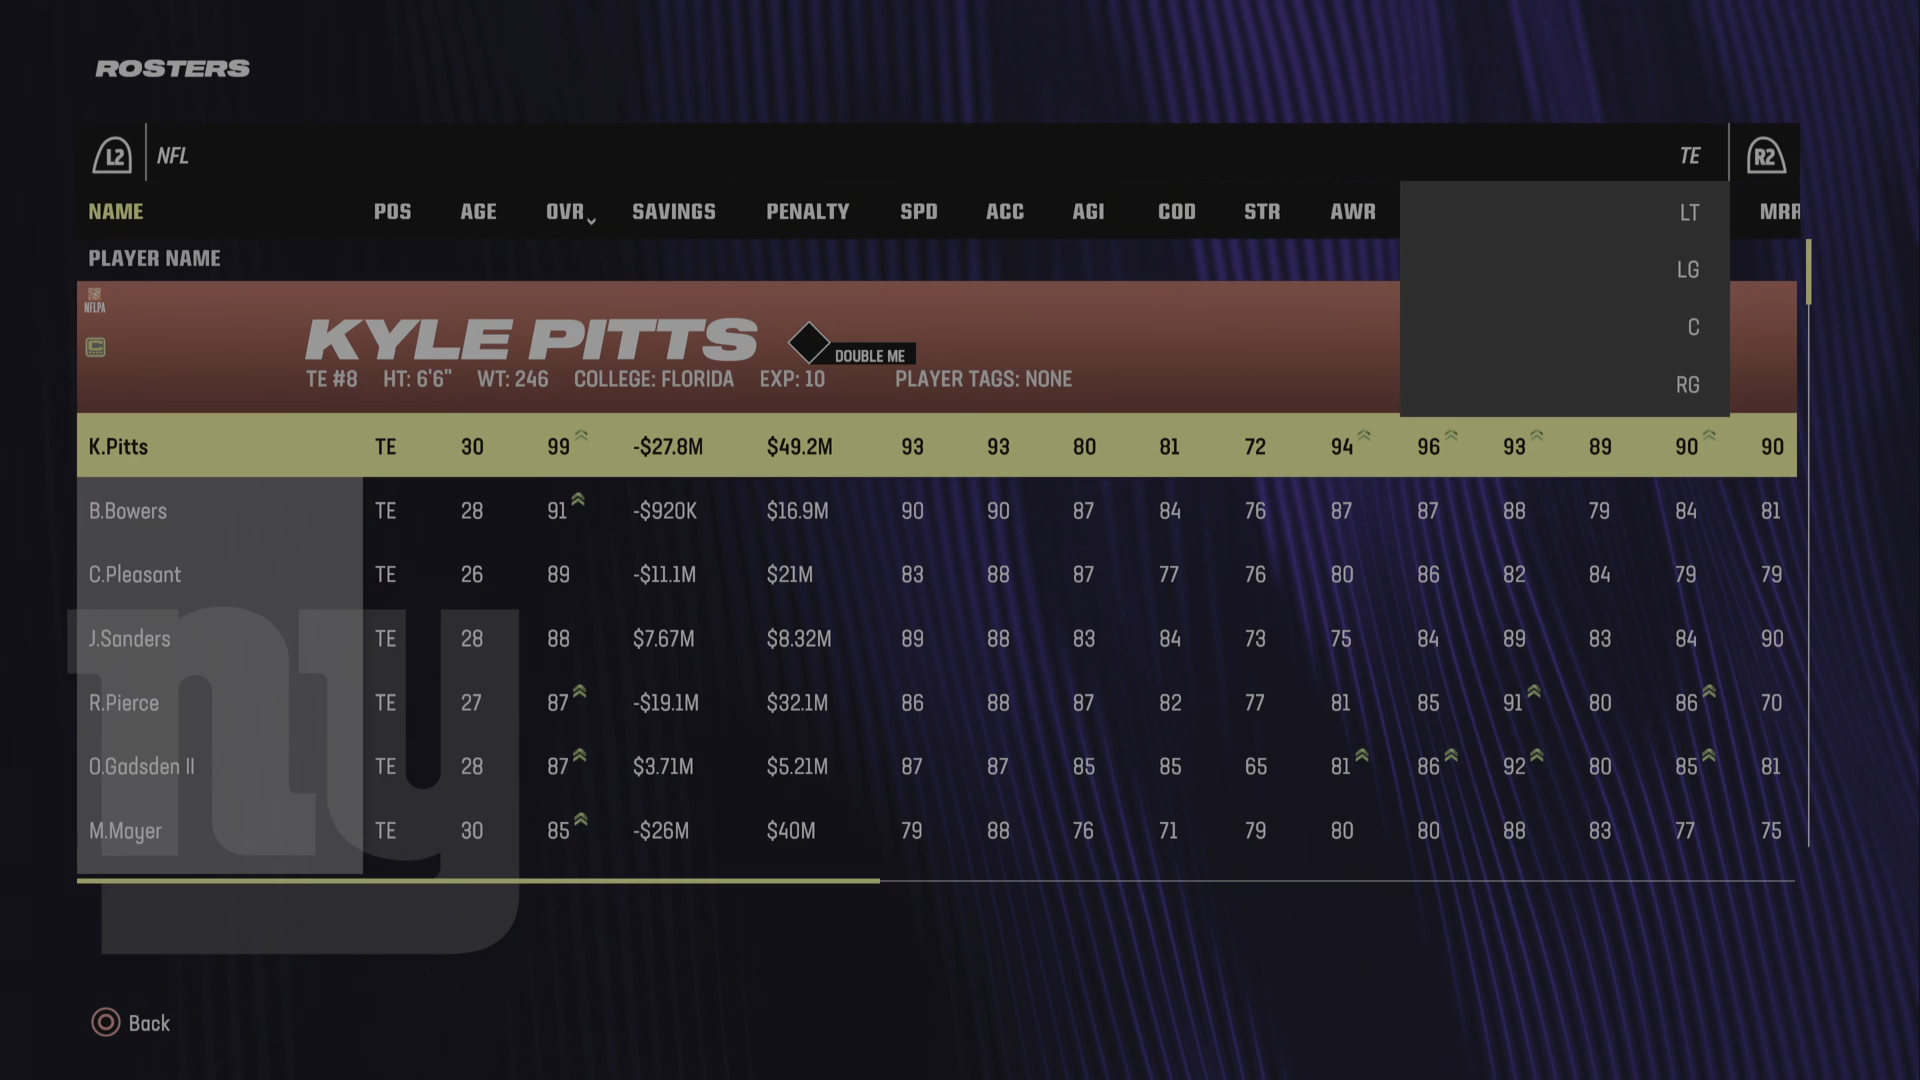 ROSTERS
L2 NFL TE R2
NAME POS AGE OVR SAVINGS PENALTY SPD ACC AGI COD STR AWR LT MRR
PLAYER NAME
LG
NFLPA
C
KYLE PITTS
DOUBLE ME
C
TE #8 HT: 6'6" WT: 246 COLLEGE: FLORIDA EXP: 10 PLAYER TAGS: NONE
RG
K.Pitts TE 30 99 -$27.8M $49.2M 93 93 80 81 72 94 96 93 89 90 90
B.Bowers TE 28 91 -$920K $16.9M 90 90 87 84 76 87 87 88 79 84 81
C.Pleasant TE 26 89 -$11.1M $21M 83 88 87 77 76 80 86 82 84 79 79
J.Sanders TE 28 88 $7.67M $8.32M 89 88 83 84 73 75 84 89 83 84 90
R.Pierce TE 27 87 -$19.1M $32.1M 86 88 87 82 77 81 85 91 80 86 70
O.Gadsden II TE 28 87 $3.71M $5.21M 87 87 85 85 65 81 86 92 80 85 81
M.Mayer TE 30 85 -$26M $40M 79 88 76 71 79 80 80 88 83 77 75
ny
Back